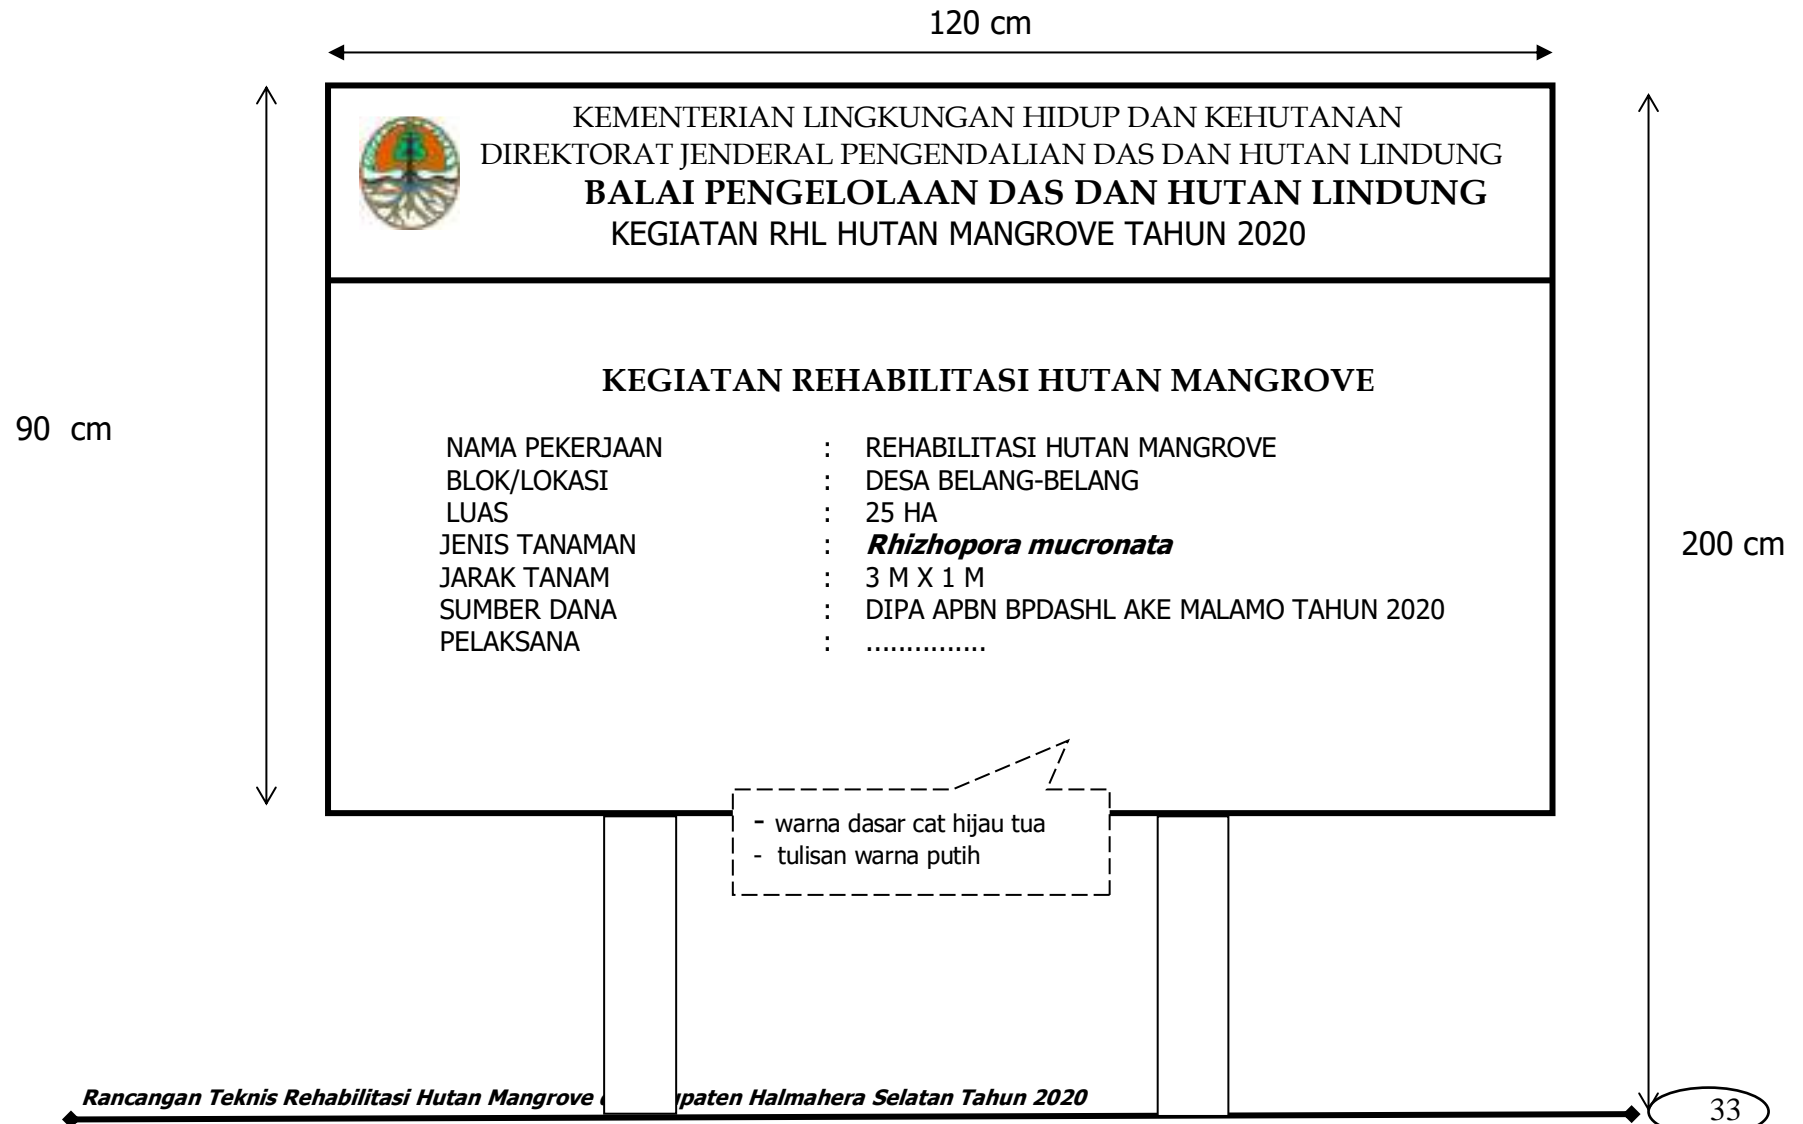 120 cm
KEMENTERIAN LINGKUNGAN HIDUP DAN KEHUTANAN
DIREKTORAT JENDERAL PENGENDALIAN DAS DAN HUTAN LINDUNG
BALAI PENGELOLAAN DAS DAN HUTAN LINDUNG
KEGIATAN RHL HUTAN MANGROVE TAHUN 2020
KEGIATAN REHABILITASI HUTAN MANGROVE
90 cm
NAMA PEKERJAAN : REHABILITASI HUTAN MANGROVE
BLOK/LOKASI : DESA BELANG-BELANG
LUAS : 25 HA
JENIS TANAMAN : Rhizhopora mucronata
200 cm
JARAK TANAM : 3 M X 1 M
SUMBER DANA : DIPA APBN BPDASHL AKE MALAMO TAHUN 2020
PELAKSANA : ...............
- warna dasar cat hijau tua
- tulisan warna putih
Rancangan Teknis Rehabilitasi Hutan Mangrove Halmahera Selatan Tahun 2020
33